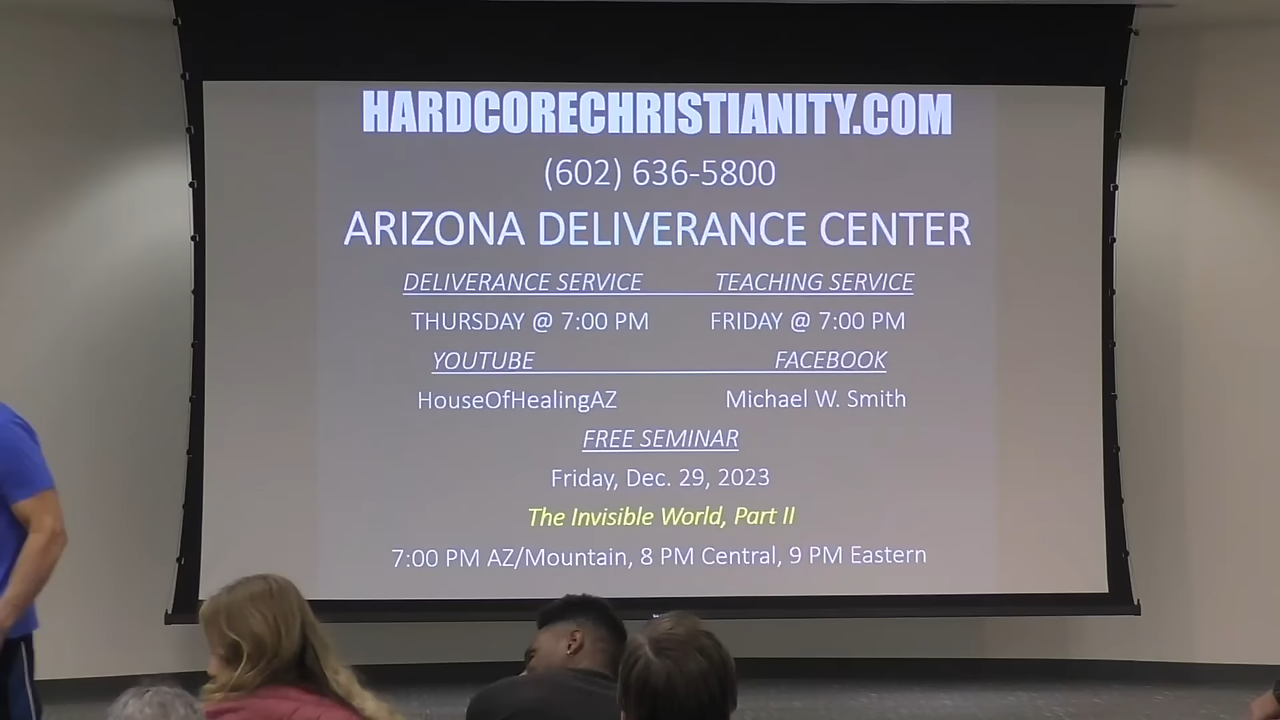 HARDCORECHRISTIANITY.COM
(602) 636-5800
ARIZONA DELIVERANCE CENTER
DELIVERANCE SERVICE TEACHING SERVICE
THURSDAY @ 7:00 PM FRIDAY @ 7:00 PM
YOUTUBE FACEBOOK
HouseOfHealingAZ Michael W. Smith
FREE SEMINAR
Friday, Dec. 29, 2023
The Invisible World, Part II
7:00 PM AZ/Mountain, 8 PM Central, 9 PM Eastern